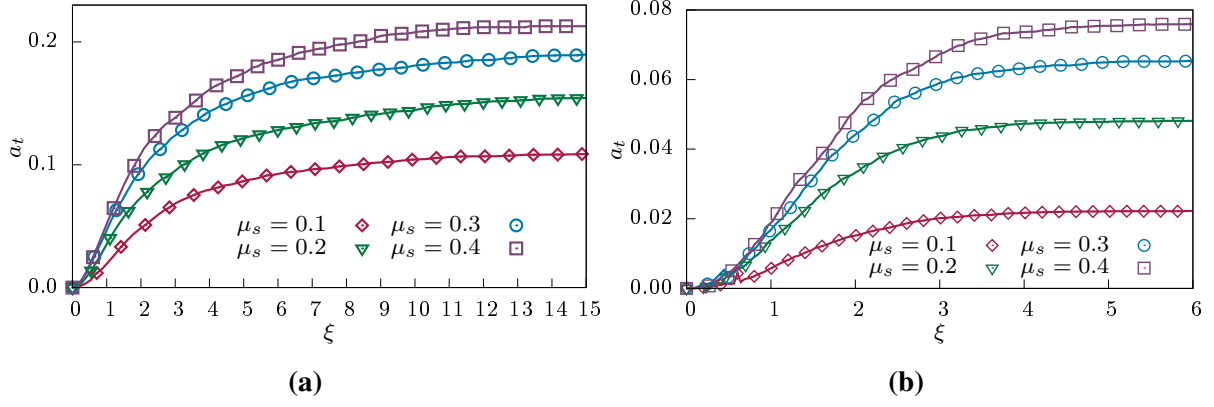 0.2
0.1
0.0
a_t
μ_s = 0.1 μ_s = 0.3
μ_s = 0.2 μ_s = 0.4
0 1 2 3 4 5 6 7 8 9 10 11 12 13 14 15
ξ
(a)
0.08
0.06
0.04
0.02
0.00
a_t
μ_s = 0.1 μ_s = 0.3
μ_s = 0.2 μ_s = 0.4
0 1 2 3 4 5 6
ξ
(b)